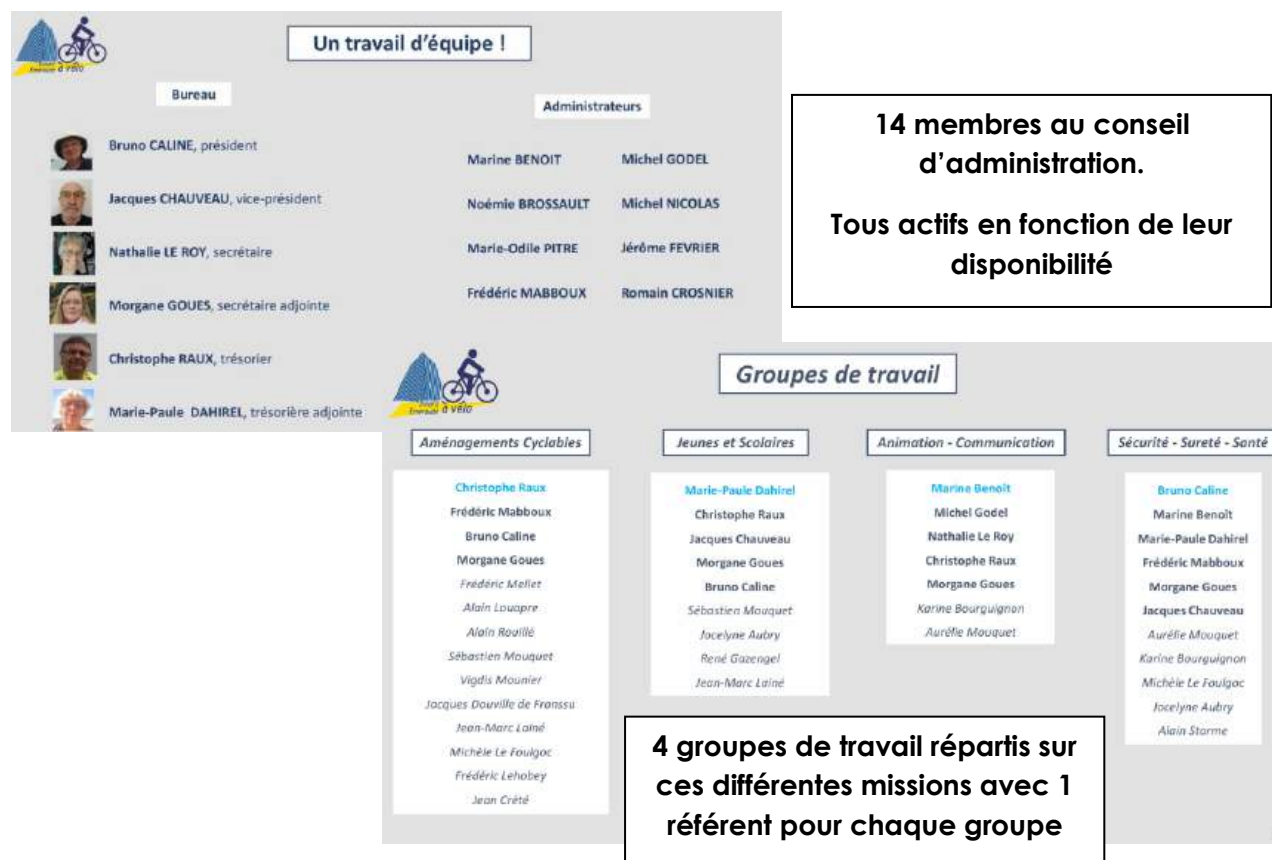 Un travail d'équipe !
Emeraude à vélo
Bureau
Bruno CALINE, président
Jacques CHAUVEAU, vice-président
Nathalie LE ROY, secrétaire
Morgane GOUES, secrétaire adjointe
Christophe RAUX, trésorier
Marie-Paule DAHIREL, trésorière adjointe
Administrateurs
Marine BENOIT
Michel GODEL
Noémie BROSSAULT
Michel NICOLAS
Marie-Odile PITRE
Jérôme FEVRIER
Frédéric MABBOUX
Romain CROSNIER
14 membres au conseil
d'administration.
Tous actifs en fonction de leur
disponibilité
Groupes de travail
Emeraude à vélo
Aménagements Cyclables
Christophe Raux
Frédéric Mabboux
Bruno Caline
Morgane Goues
Frédéric Mellet
Alain Louapre
Alain Rouillé
Sébastien Mouquet
Vigdis Mounier
Jacques Douville de Franssu
Jean-Marc Lainé
Michèle Le Foulgoc
Frédéric Lehobey
Jean Crété
Jeunes et Scolaires
Marie-Paule Dahirel
Christophe Raux
Jacques Chauveau
Morgane Goues
Bruno Caline
Sébastien Mouquet
Jocelyne Aubry
René Gazengel
Jean-Marc Lainé
Animation - Communication
Marine Benoît
Michel Godel
Nathalie Le Roy
Christophe Raux
Morgane Goues
Karine Bourguignon
Aurélie Mouquet
Sécurité - Sureté - Santé
Bruno Caline
Marine Benoît
Marie-Paule Dahirel
Frédéric Mabboux
Morgane Goues
Jacques Chauveau
Aurélie Mouquet
Karine Bourguignon
Michèle Le Foulgoc
Jocelyne Aubry
Alain Starme
4 groupes de travail répartis sur
ces différentes missions avec 1
référent pour chaque groupe